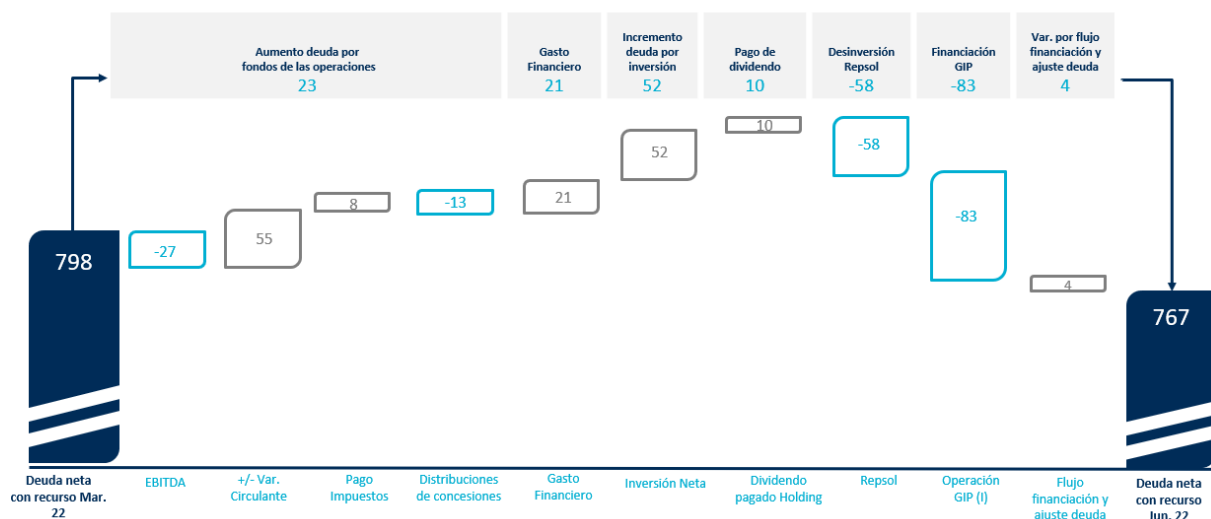 Aumento deuda por
fondos de las operaciones
23
Gasto
Financiero
21
Incremento
deuda por
inversión
52
Pago de
dividendo
10
Desinversión
Repsol
-58
Financiación
GIP
-83
Var. por flujo
financiación y
ajuste deuda
4
798
-27
55
8
-13
21
52
10
-58
-83
4
767
Deuda neta
con recurso Mar.
22
EBITDA
+/- Var.
Circulante
Pago
Impuestos
Distribuciones
de concesiones
Gasto
Financiero
Inversión Neta
Dividendo
pagado Holding
Repsol
Operación
GIP (I)
Flujo
financiación y
ajuste deuda
Deuda neta
con recurso
Jun. 22